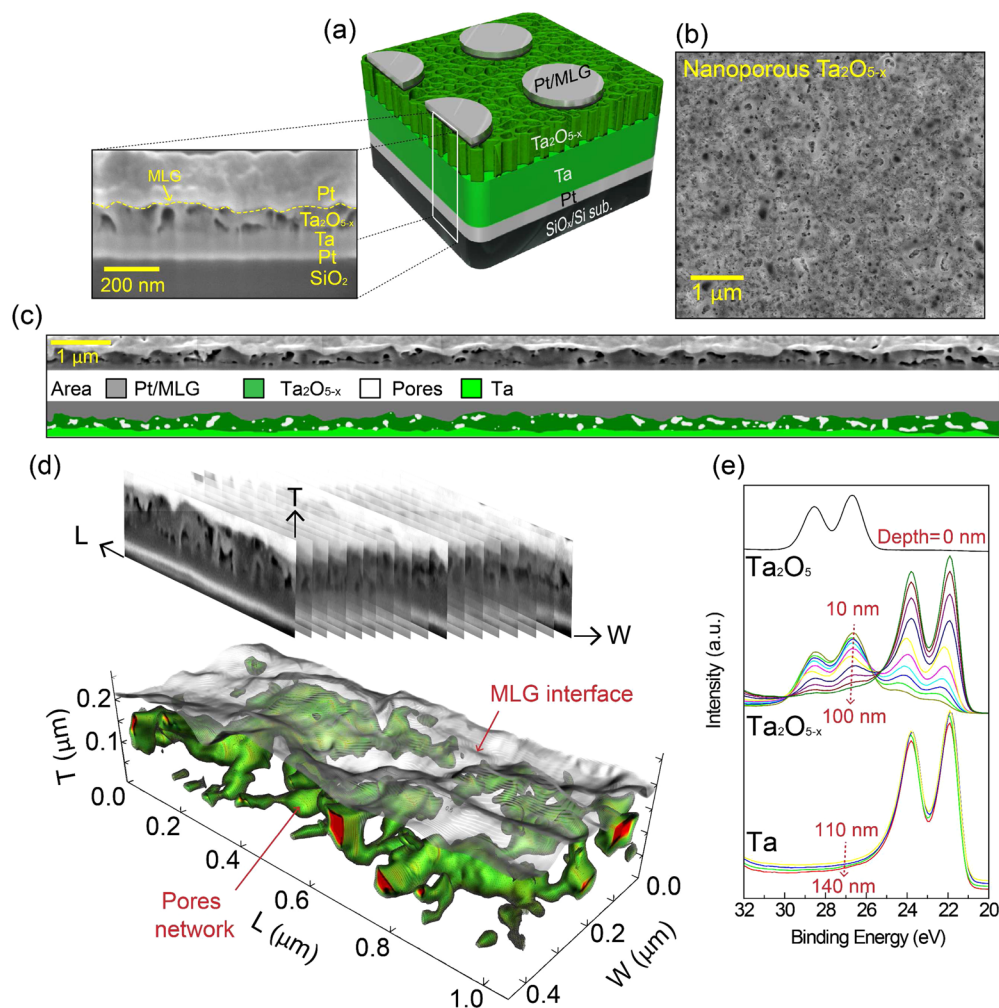 (a)
Pt/MLG
Ta₂O₅₋ₓ
Ta
Pt
SiOₓ/Si sub.
MLG
Pt
Ta₂O₅₋ₓ
Ta
Pt
SiO₂
200 nm
(b)
Nanoporous Ta₂O₅₋ₓ
1 μm
(c)
1 μm
Area Pt/MLG Ta₂O₅₋ₓ Pores Ta
(d)
T
L
W
MLG interface
Pores
network
T (μm)
0.2
0.1
0.0
0.2
0.4
0.6
0.8
1.0
L (μm)
0.0
0.2
0.4
W (μm)
(e)
Depth= 0 nm
Ta₂O₅
10 nm
100 nm
Ta₂O₅₋ₓ
110 nm
Ta
140 nm
Intensity (a.u.)
32 30 28 26 24 22 20
Binding Energy (eV)